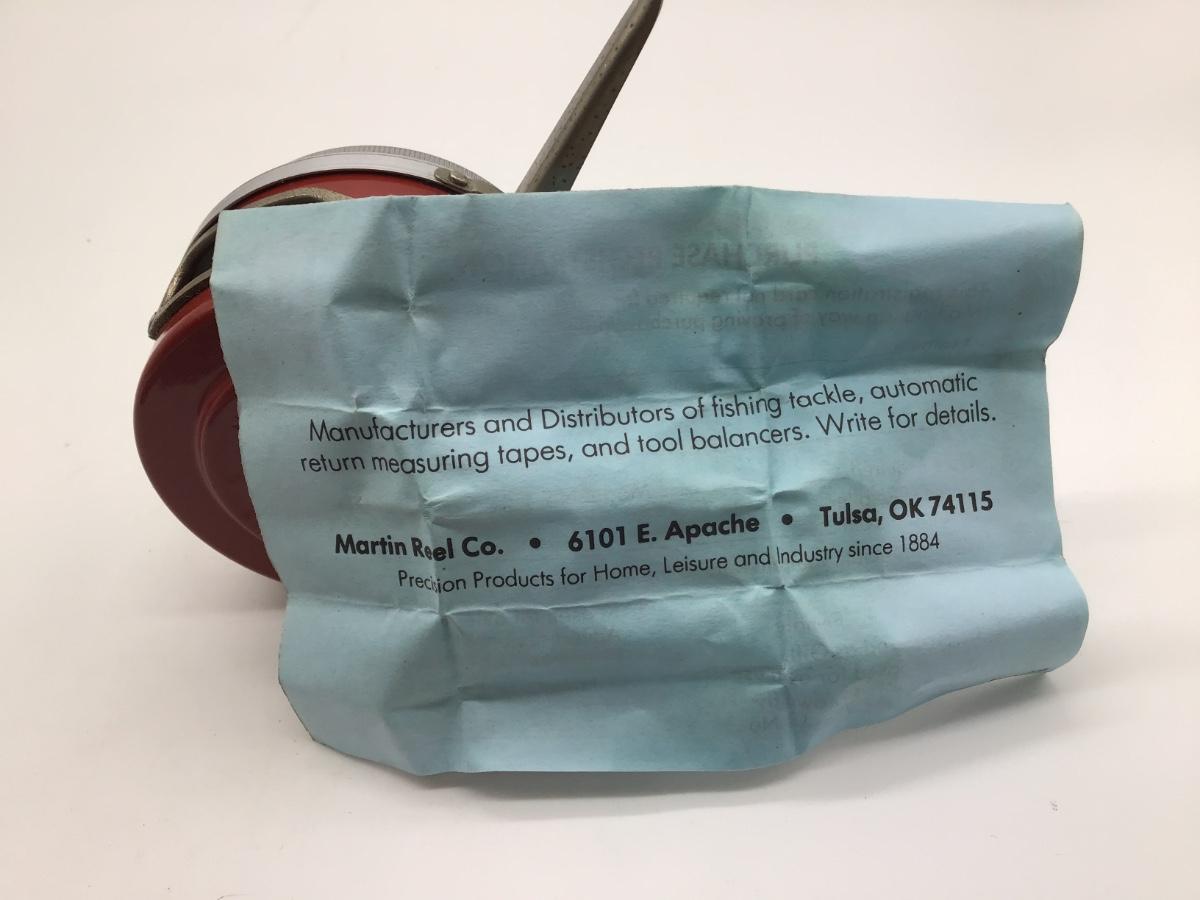 PURCHASE
Manufacturers and Distributors of fishing tackle, automatic
return measuring tapes, and tool balancers. Write for details.
Martin Reel Co. • 6101 E. Apache • Tulsa, OK 74115
Precision Products for Home, Leisure and Industry since 1884